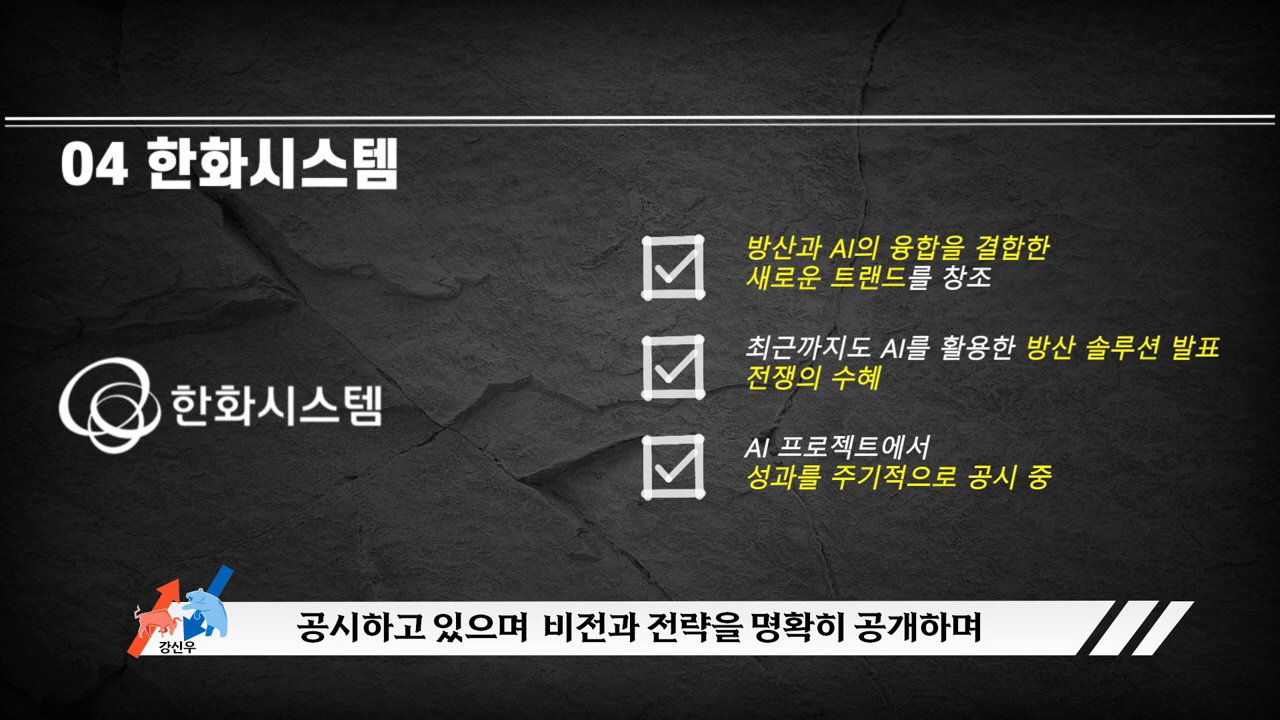 04 한화시스템
방산과 AI의 융합을 결합한
새로운 트랜드를 창조
최근까지도 AI를 활용한 방산 솔루션 발표
전쟁의 수혜
한화시스템
AI 프로젝트에서
성과를 주기적으로 공시 중
공시하고 있으며 비전과 전략을 명확히 공개하며
강신우